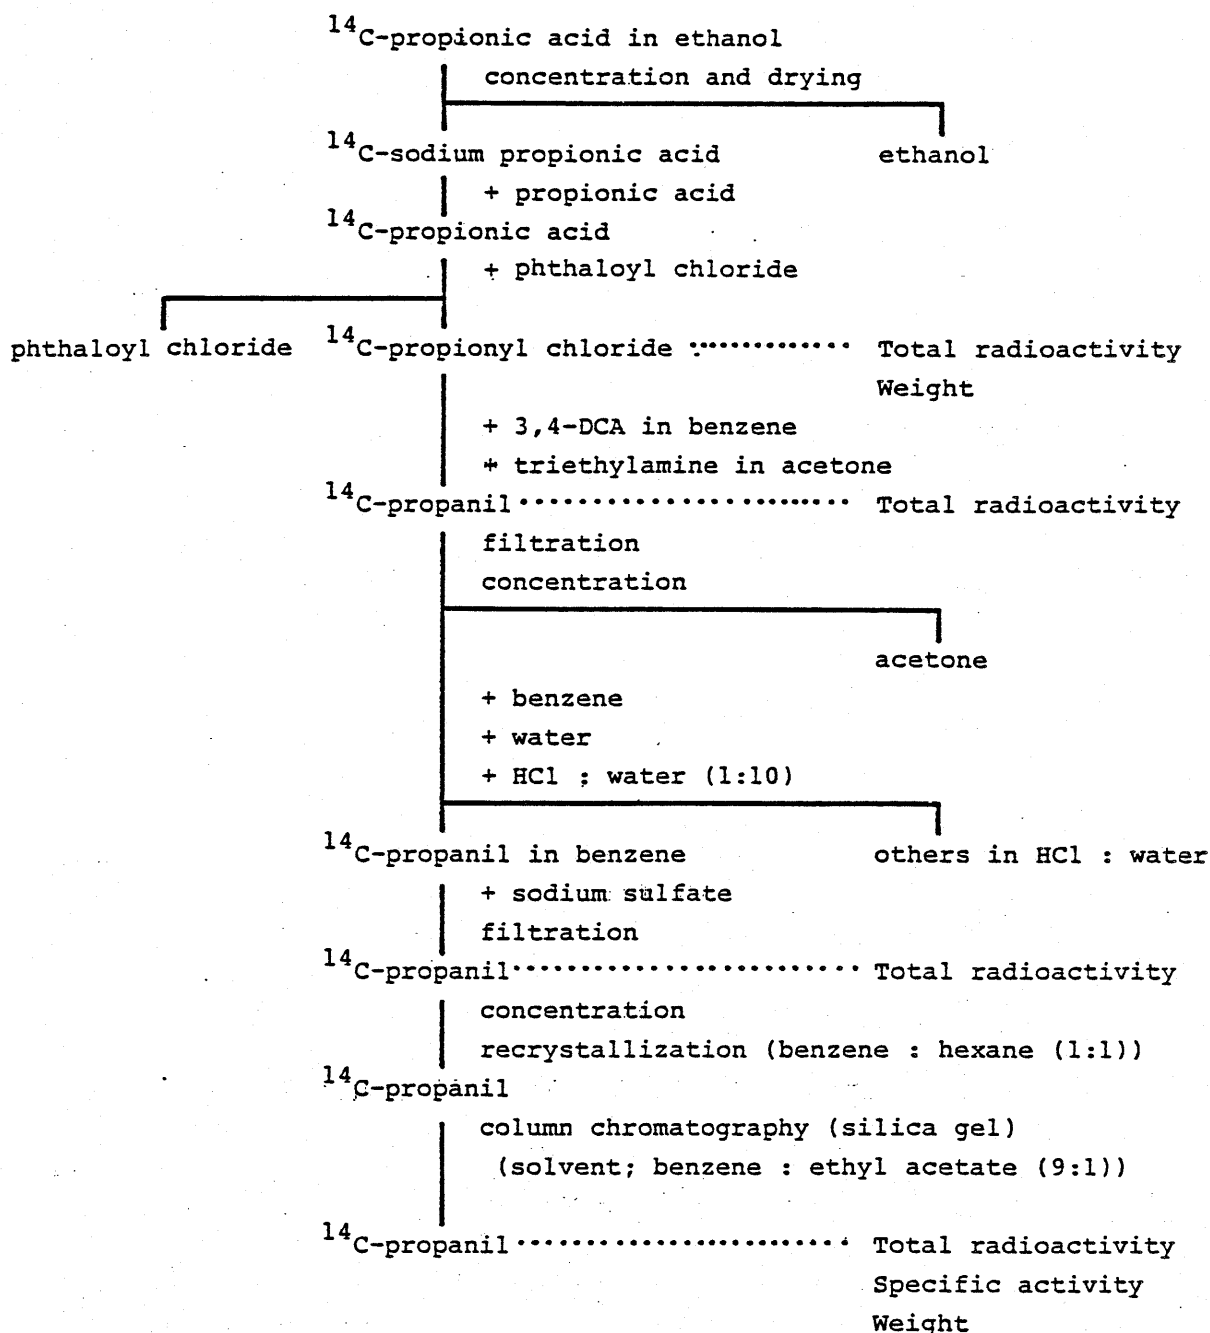 14C-propionic acid in ethanol
concentration and drying
14C-sodium propionic acid ethanol
+ propionic acid
14C-propionic acid
+ phthaloyl chloride
phthaloyl chloride 14C-propionyl chloride ············ Total radioactivity
Weight
+ 3,4-DCA in benzene
+ triethylamine in acetone
14C-propanil ························ Total radioactivity
filtration
concentration
acetone
+ benzene
+ water
+ HCl : water (1:10)
14C-propanil in benzene others in HCl : water
+ sodium sulfate
filtration
14C-propanil ························· Total radioactivity
concentration
recrystallization (benzene : hexane (1:1))
14C-propanil
column chromatography (silica gel)
(solvent; benzene : ethyl acetate (9:1))
14C-propanil ························ Total radioactivity
Specific activity
Weight